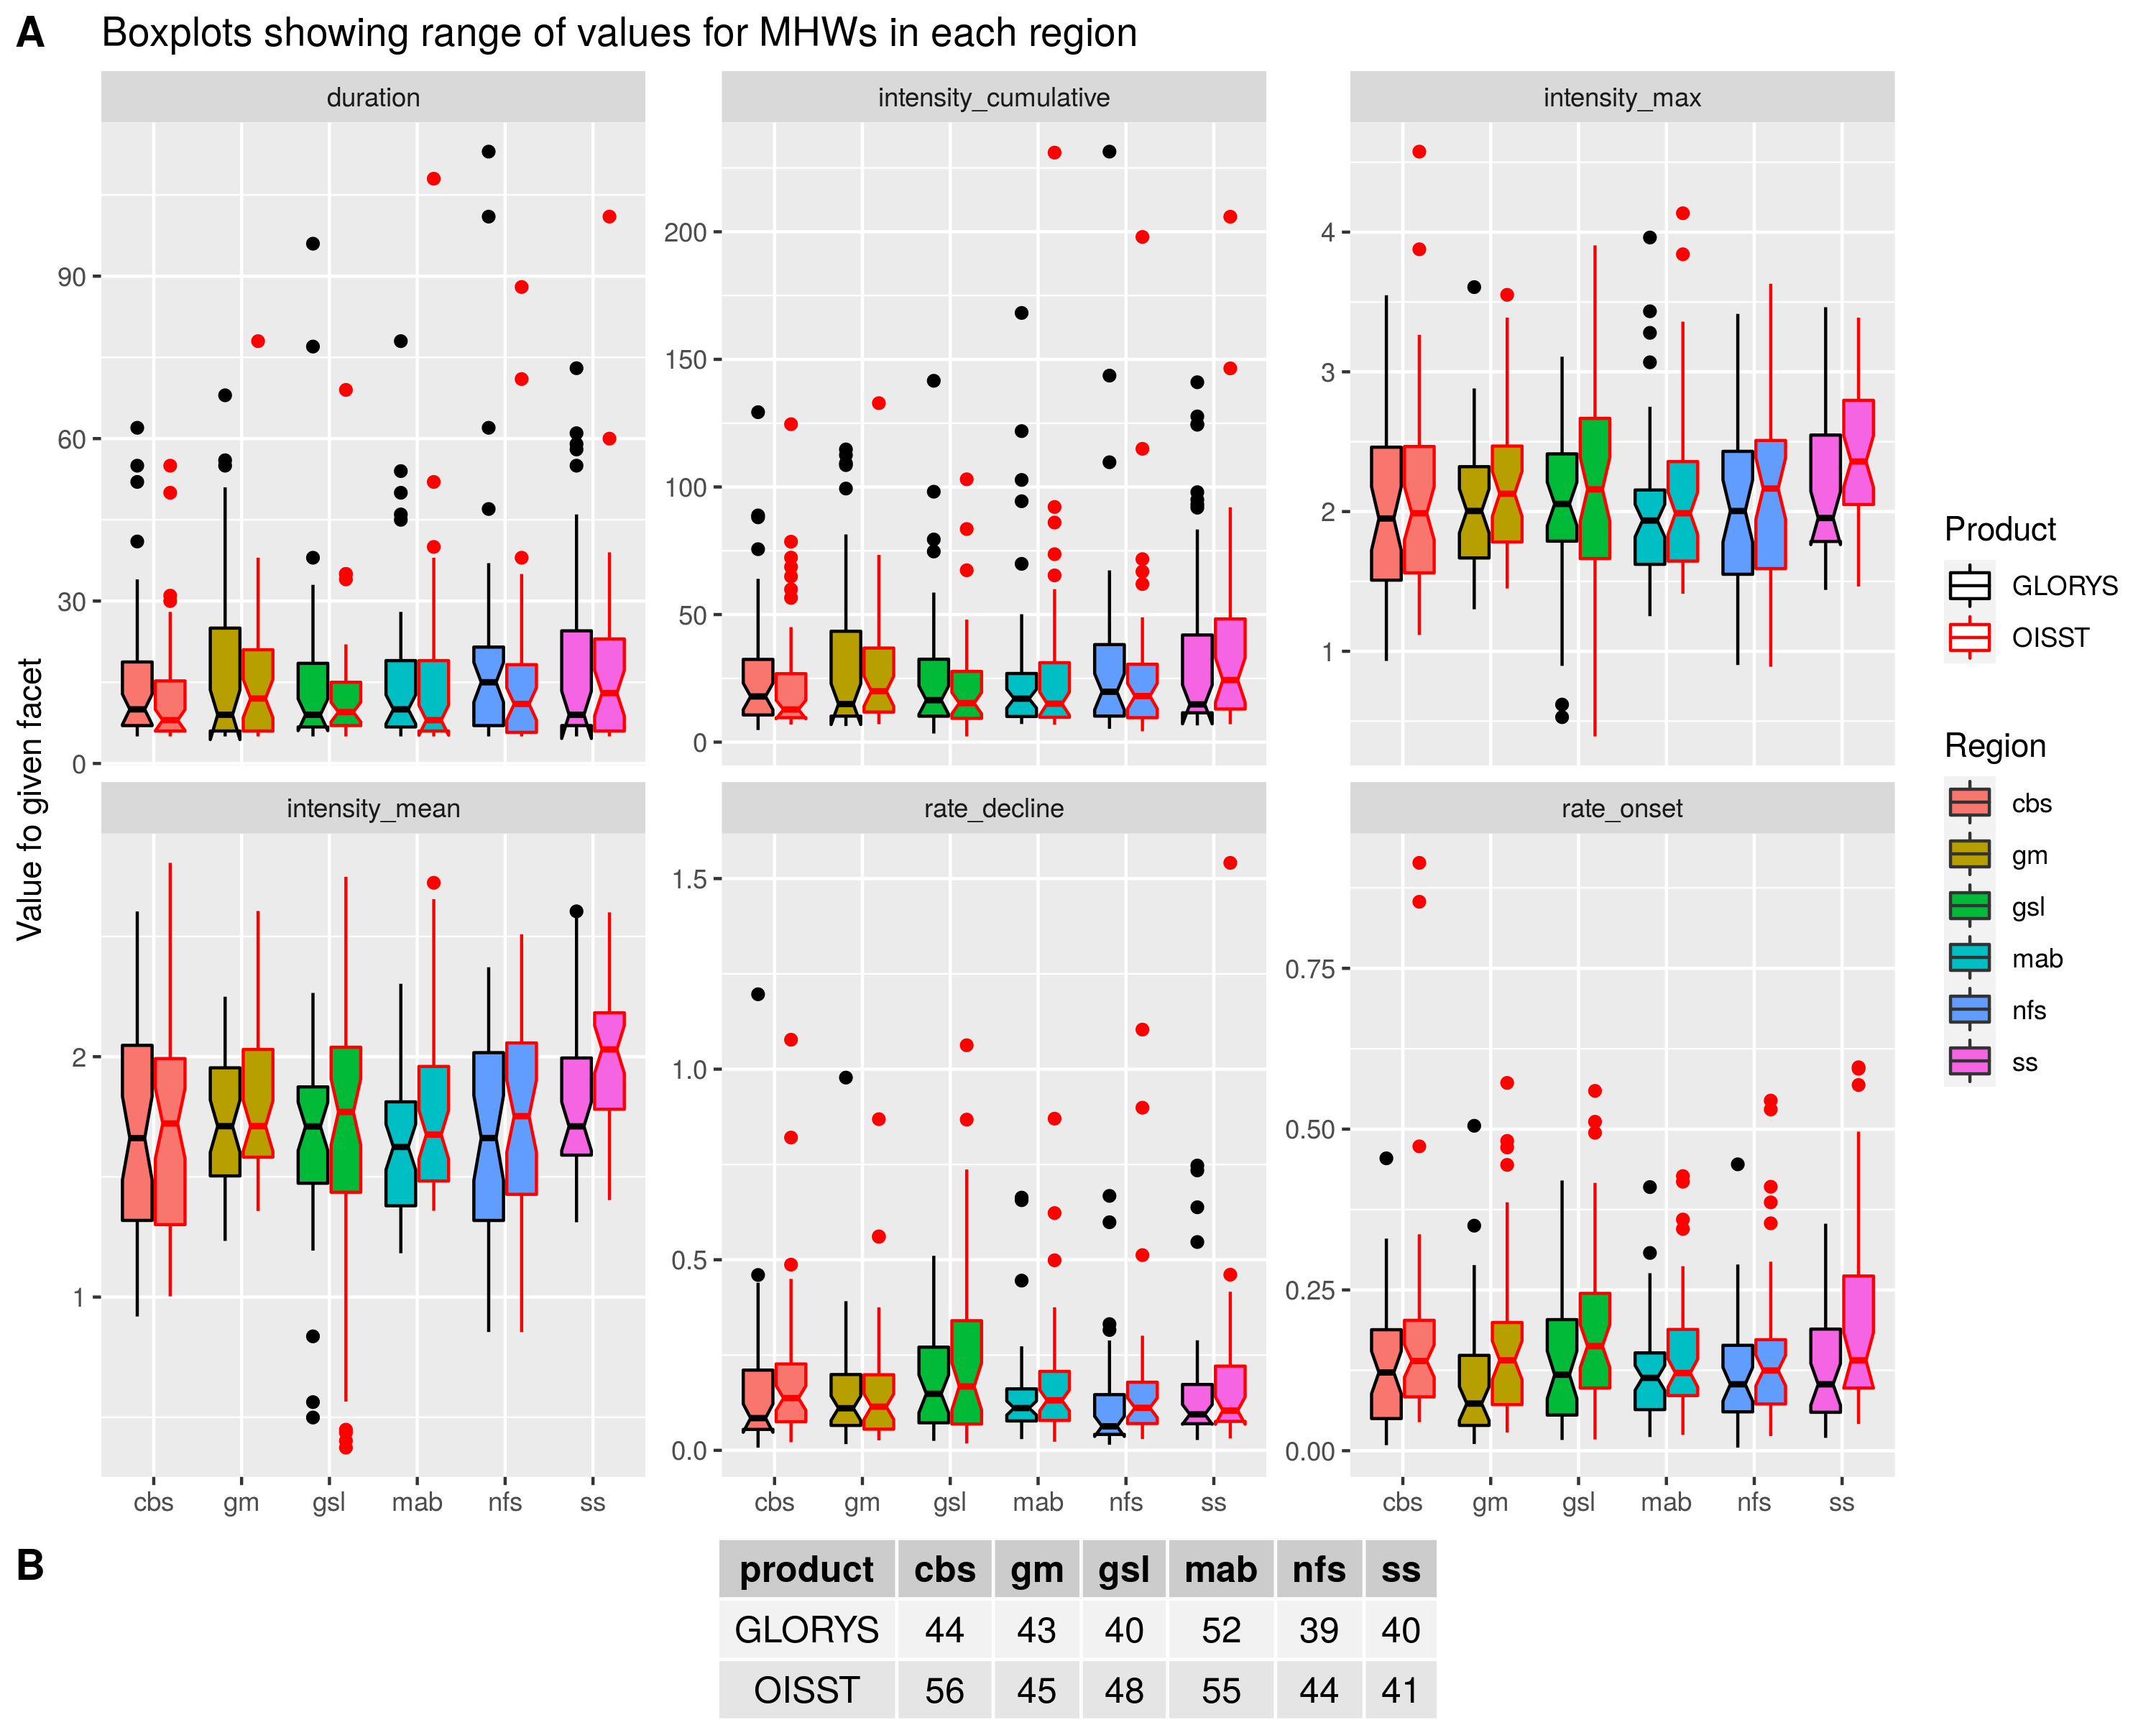 A
Boxplots showing range of values for MHWs in each region
duration
intensity_cumulative
intensity_max
90
60
30
0
200
150
100
50
0
4
3
2
1
Value fo given facet
intensity_mean
rate_decline
rate_onset
2
1
1.5
1.0
0.5
0.0
0.75
0.50
0.25
0.00
cbs gm gsl mab nfs ss
cbs gm gsl mab nfs ss
cbs gm gsl mab nfs ss
Product
GLORYS
OISST
Region
cbs
gm
gsl
mab
nfs
ss
B
product cbs gm gsl mab nfs ss
GLORYS 44 43 40 52 39 40
OISST 56 45 48 55 44 41